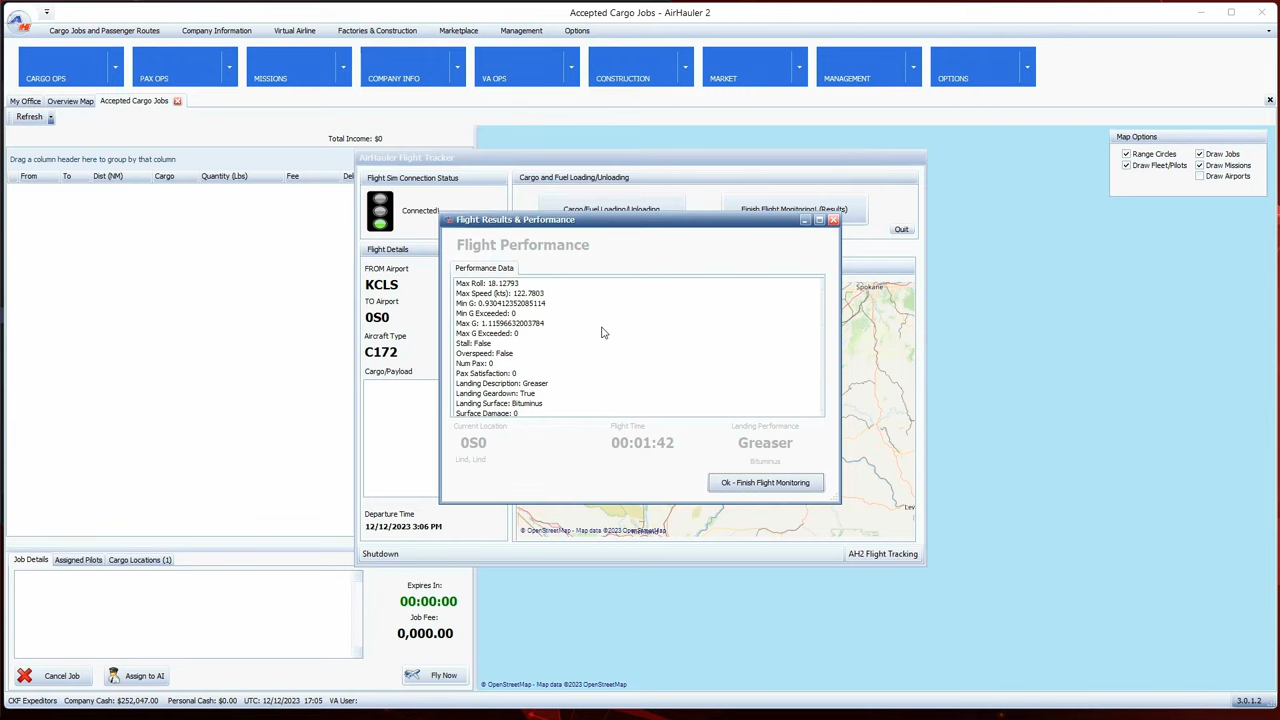 Accepted Cargo Jobs - AirHauler 2
Cargo Jobs and Passenger Routes
Company Information
Virtual Airline
Factories & Construction
Marketplace
Management
Options
CARGO OPS
PAX OPS
MISSIONS
COMPANY INFO
VA OPS
CONSTRUCTION
MARKET
MANAGEMENT
OPTIONS
My Office
Overview Map
Accepted Cargo Jobs
Refresh
Total Income: $0
Drag a column header here to group by that column
From
To
Dist (NM)
Cargo
Quantity (Lbs)
Fee
Del
Map Options
Range Circles
Draw Jobs
Draw Fleet/Pilots
Draw Missions
Draw Airports
AirHauler Flight Tracker
Flight Sim Connection Status
Connected!
Cargo and Fuel Loading/Unloading
Cargo/Fuel Loading/Unloading
Finish Flight Monitoring! (Results)
Quit
Flight Details
FROM Airport
KCLS
TO Airport
0S0
Aircraft Type
C172
Cargo/Payload
Departure Time
12/12/2023 3:06 PM
Spokane
Lew
© OpenStreetMap - Map data ©2023 OpenStreetMap
Shutdown
AH2 Flight Tracking
Flight Results & Performance
Flight Performance
Performance Data
Max Roll: 18.12793
Max Speed (kts): 122.7803
Min G: 0.930412352085114
Min G Exceeded: 0
Max G: 1.11596632003784
Max G Exceeded: 0
Stall: False
Overspeed: False
Num Pax: 0
Pax Satisfaction: 0
Landing Description: Greaser
Landing Geardown: True
Landing Surface: Bituminus
Surface Damage: 0
Current Location
0S0
Lind, Lind
Flight Time
00:01:42
Landing Performance
Greaser
Bituminus
Ok - Finish Flight Monitoring
Job Details
Assigned Pilots
Cargo Locations (1)
Expires In:
00:00:00
Job Fee:
0,000.00
Cancel Job
Assign to AI
Fly Now
© OpenStreetMap - Map data ©2023 OpenStreetMap
CKF Expeditors
Company Cash: $252,047.00
Personal Cash: $0.00
UTC: 12/12/2023 17:05
VA User:
3.0.1.2